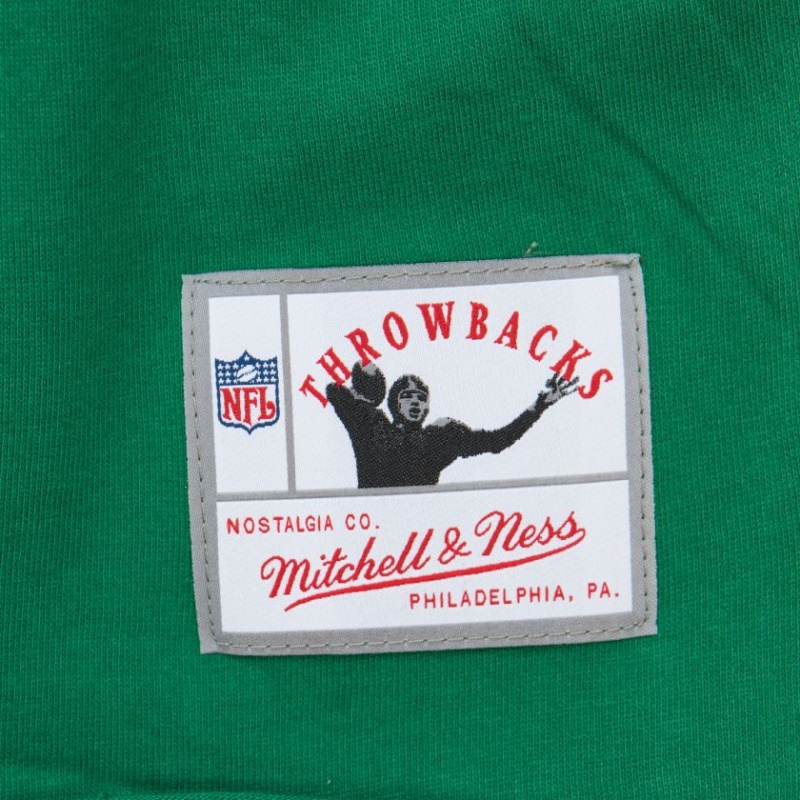 THROWBACKS
NFL
NOSTALGIA CO.
Mitchell & Ness
PHILADELPHIA, PA.